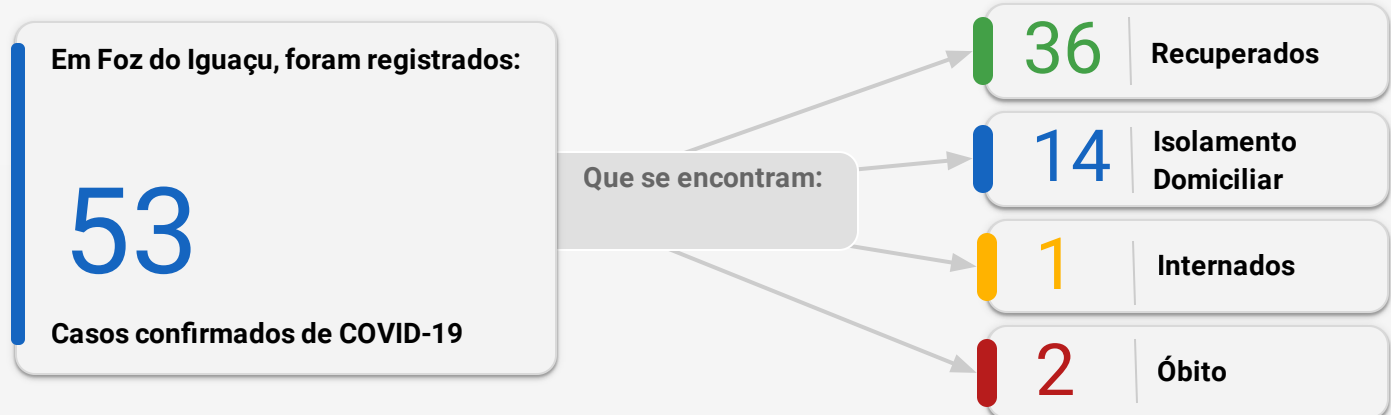 Em Foz do Iguaçu, foram registrados:
53
Casos confirmados de COVID-19
Que se encontram:
36 Recuperados
14 Isolamento
Domiciliar
1 Internados
2 Óbito